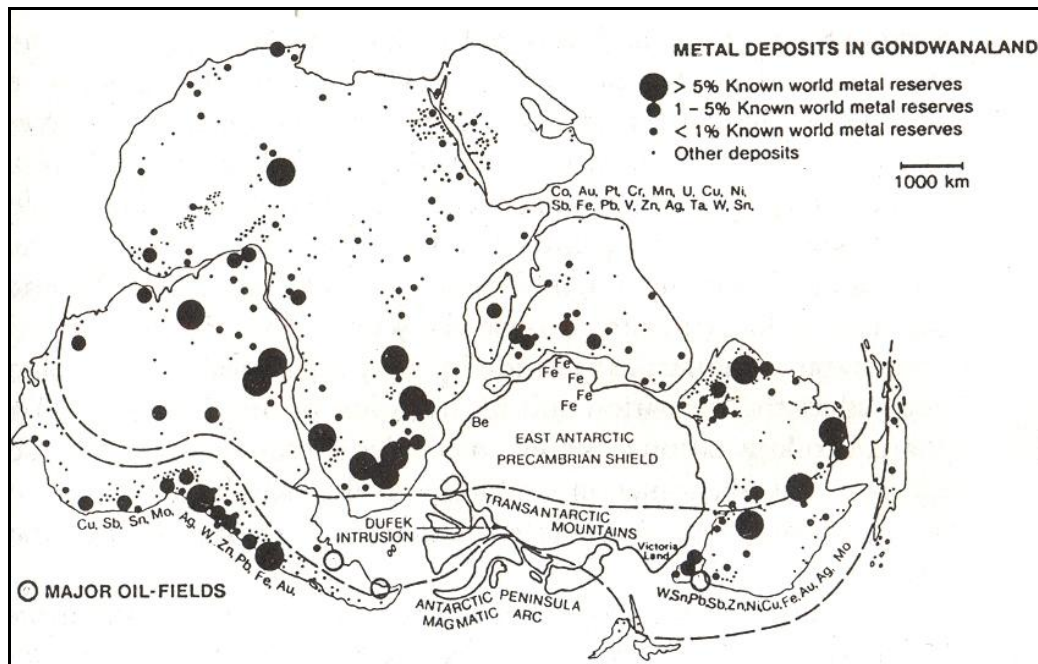 METAL DEPOSITS IN GONDWANALAND
> 5% Known world metal reserves
1 – 5% Known world metal reserves
< 1% Known world metal reserves
Other deposits
1000 km
Co, Au, Pt, Cr, Mn, U, Cu, Ni,
Sb, Fe, Pb, V, Zn, Ag, Ta, W, Sn,
Fe
Fe
Fe
Fe
Fe
Fe
Be
EAST ANTARCTIC
PRECAMBRIAN SHIELD
TRANSANTARCTIC
MOUNTAINS
DUFEK
INTRUSION
Victoria
Land
Cu, Sb, Sn, Mo, Ag, W, Zn, Pb, Fe, Au,
W,Sn,Pb,Sb,Zn,Ni,Cu,Fe,Au,Ag,Mo
MAJOR OIL-FIELDS
ANTARCTIC PENINSULA
MAGMATIC ARC